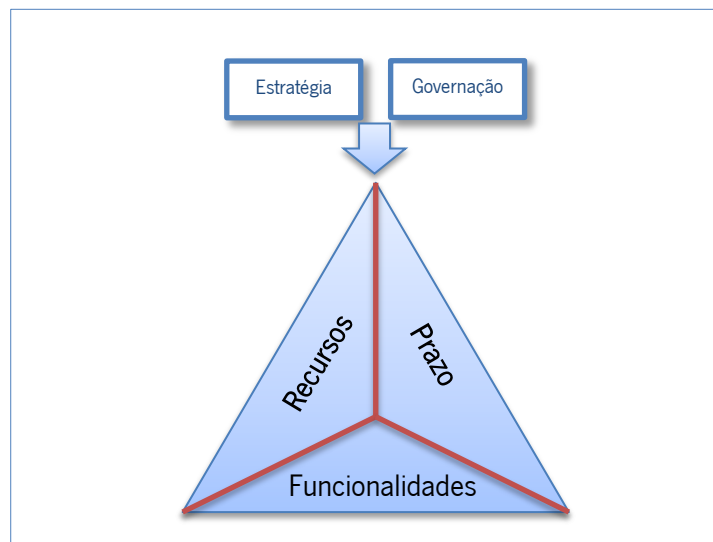 Estratégia
Governação
Recursos
Prazo
Funcionalidades